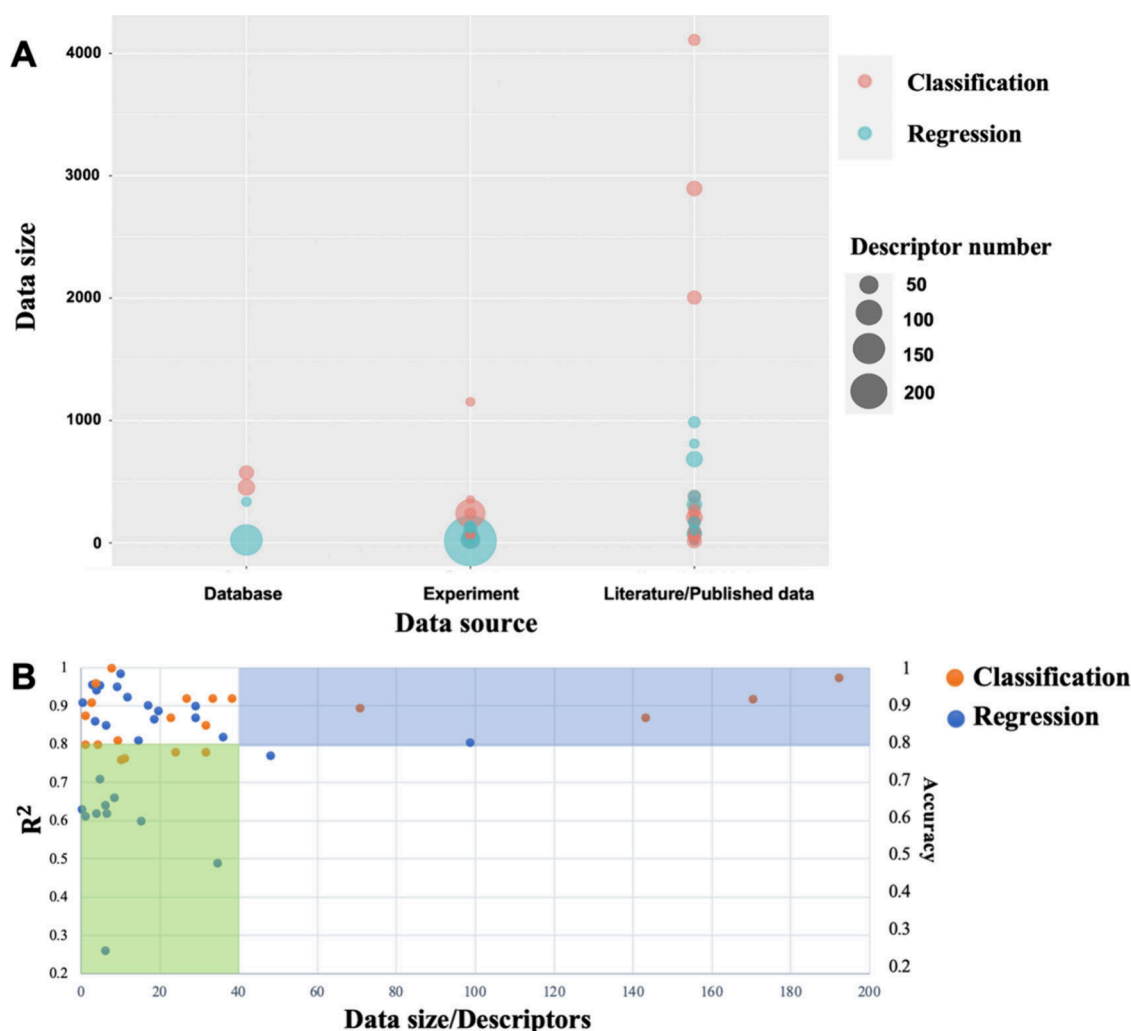 A
4000
3000
2000
1000
0
Data size
Database
Experiment
Literature/Published data
Data source
Classification
Regression
Descriptor number
50
100
150
200
B
1
0.9
0.8
0.7
0.6
0.5
0.4
0.3
0.2
R²
0
20
40
60
80
100
120
140
160
180
200
Data size/Descriptors
1
0.9
0.8
0.7
0.6
0.5
0.4
0.3
0.2
Accuracy
Classification
Regression